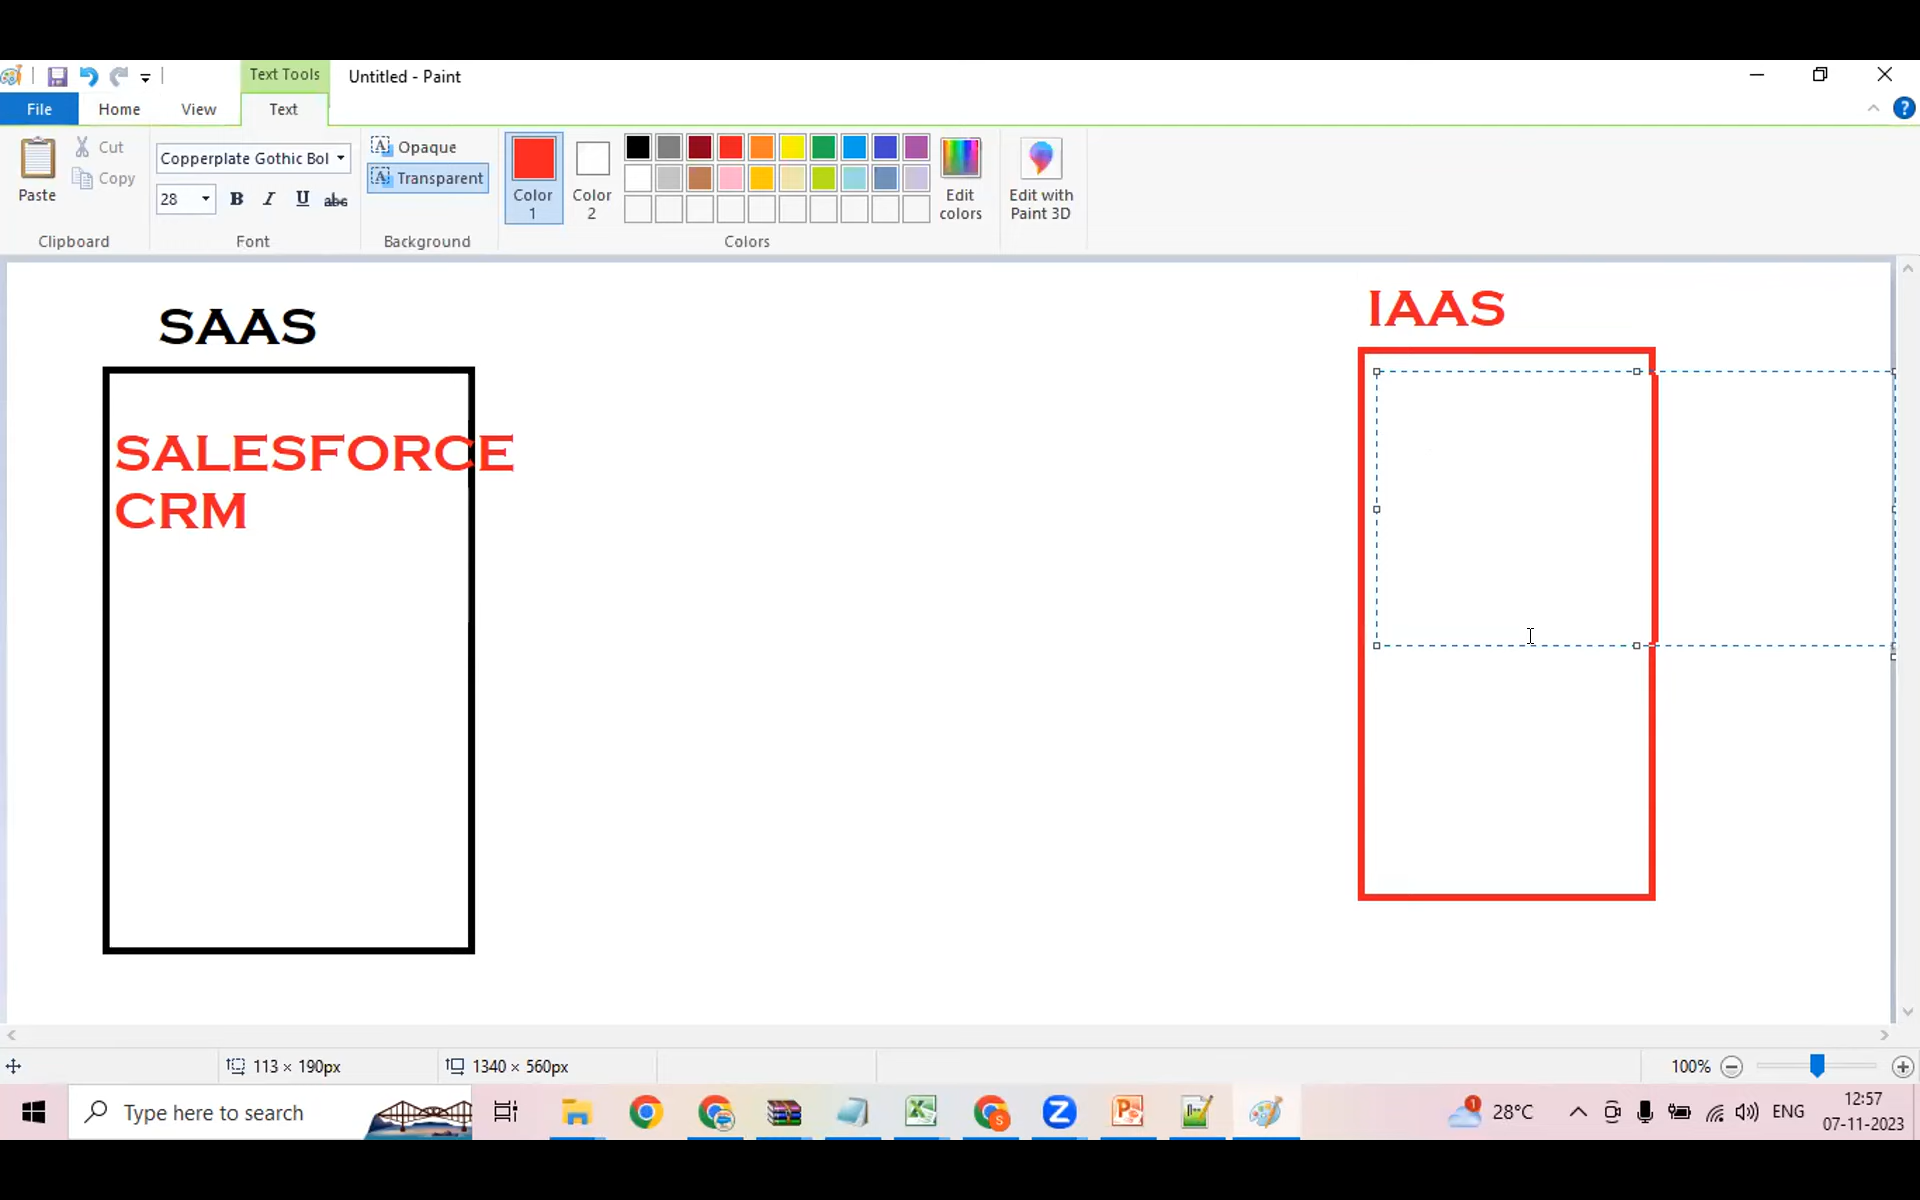 Text Tools
Untitled - Paint
File
Home
View
Text
Paste
Cut
Copy
Clipboard
Copperplate Gothic Bol
28
B
I
U
abc
Font
Opaque
Transparent
Background
Color
1
Color
2
Edit
colors
Colors
Edit with
Paint 3D
SAAS
IAAS
SALESFORCE
CRM
113 × 190px
1340 × 560px
100%
Type here to search
28°C
ENG
12:57
07-11-2023